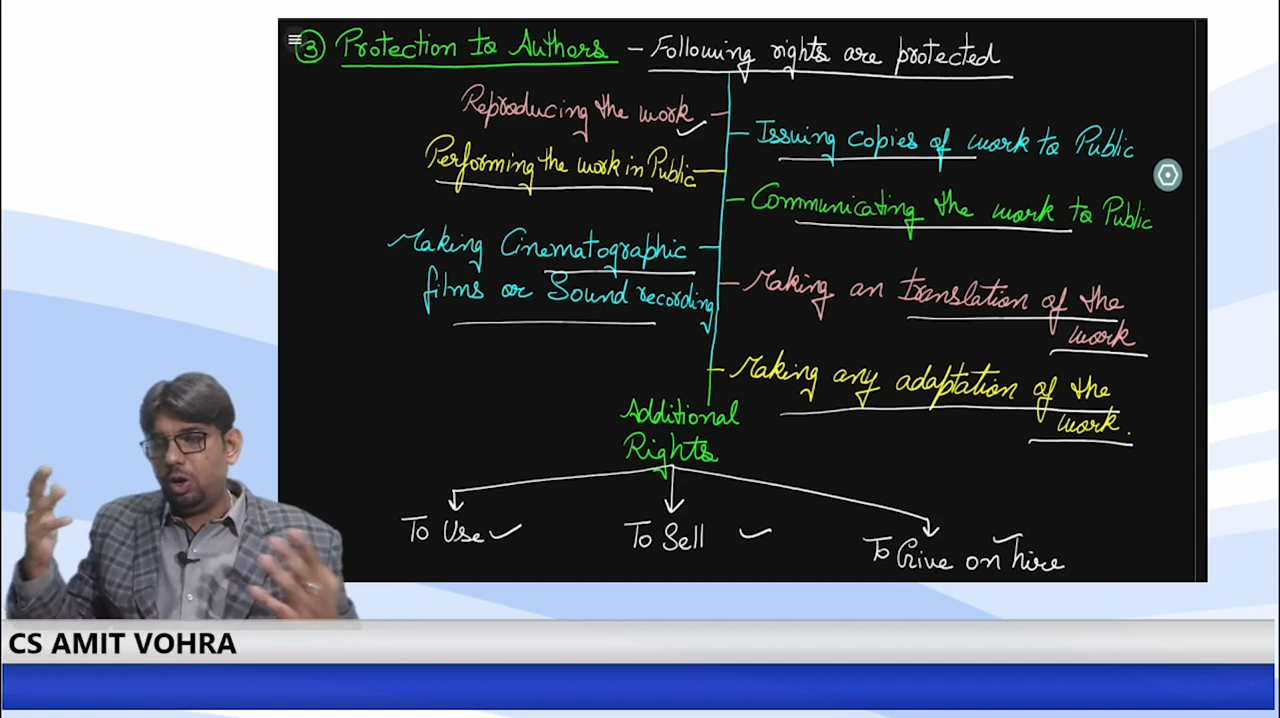 ③ Protection to Authors - Following rights are protected
Reproducing the work
Issuing copies of work to Public
Performing the work in Public
Communicating the work to Public
Making Cinematographic
films or Sound recording
Making an translation of the
work
Making any adaptation of the
work.
Additional
Rights
To Use
To Sell
To Give on hire
CS AMIT VOHRA